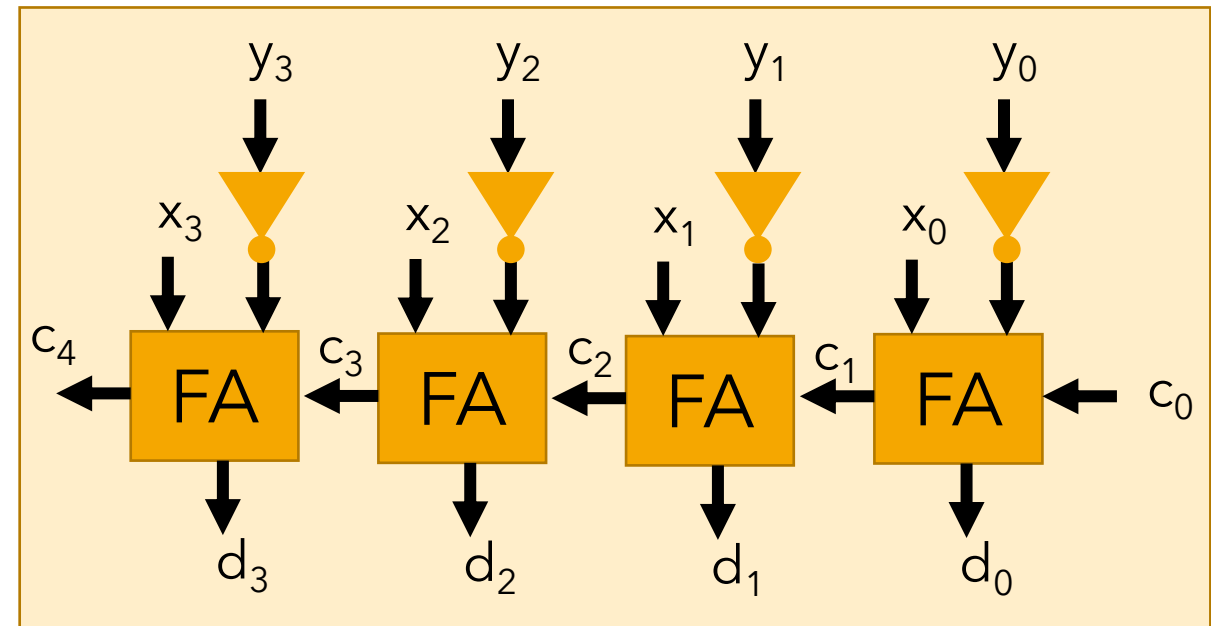 y₃ y₂ y₁ y₀
x₃ x₂ x₁ x₀
c₄ FA c₃ FA c₂ FA c₁ FA c₀
d₃ d₂ d₁ d₀